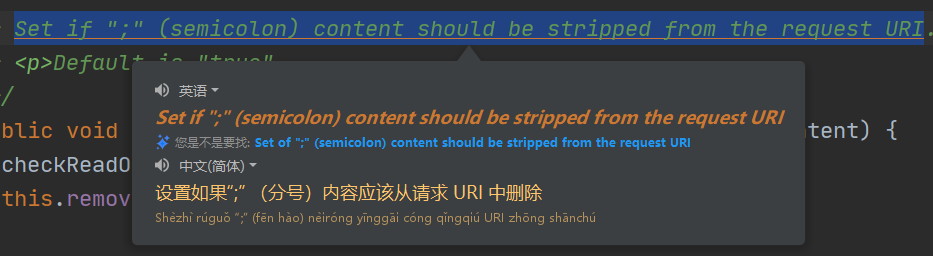 Set if ";" (semicolon) content should be stripped from the request URI.
<p>Default is "true"
/
blic void
ntent) {
checkReadO
this.remov
英语
Set if ";" (semicolon) content should be stripped from the request URI
您是不是要找: Set of ";" (semicolon) content should be stripped from the request URI
中文(简体)
设置如果“;” （分号）内容应该从请求 URI 中删除
Shèzhì rúguǒ “;” (fēn hào) nèiróng yīnggāi cóng qǐngqiú URI zhōng shānchú